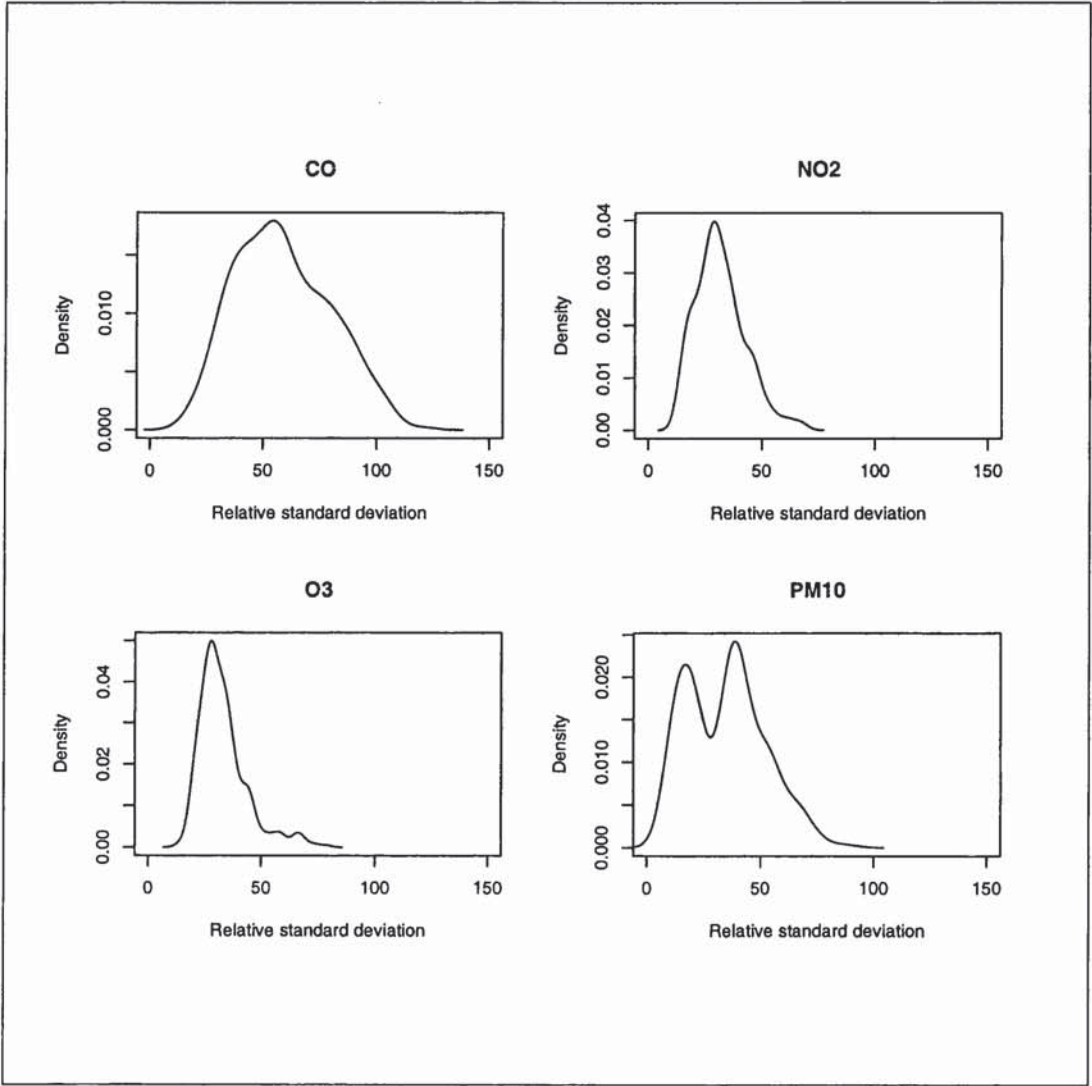 CO
Density
0.000 0.010
0 50 100 150
Relative standard deviation
NO2
Density
0.00 0.01 0.02 0.03 0.04
0 50 100 150
Relative standard deviation
O3
Density
0.00 0.02 0.04
0 50 100 150
Relative standard deviation
PM10
Density
0.000 0.010 0.020
0 50 100 150
Relative standard deviation